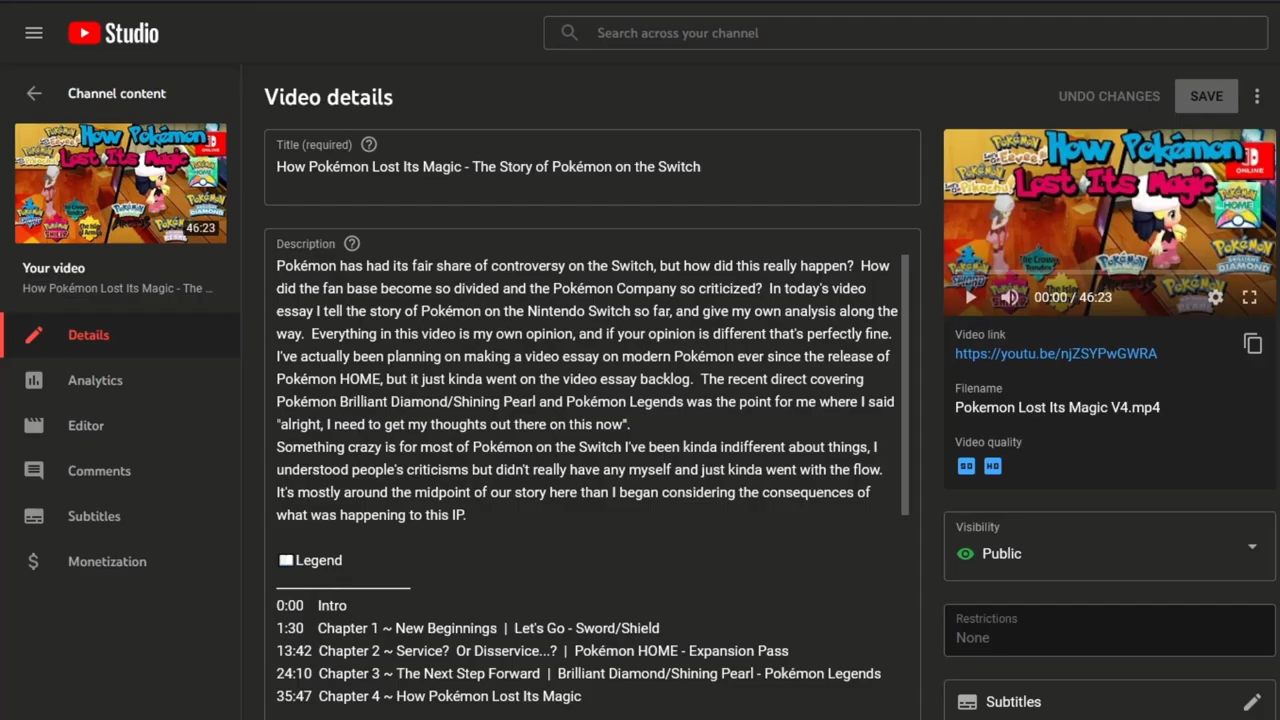 Studio
Search across your channel
Channel content
How Pokémon
Lost Its Magic
46:23
Your video
How Pokémon Lost Its Magic - The ...
Details
Analytics
Editor
Comments
Subtitles
Monetization
Video details
UNDO CHANGES
SAVE
Title (required)
How Pokémon Lost Its Magic - The Story of Pokémon on the Switch
Description
Pokémon has had its fair share of controversy on the Switch, but how did this really happen?  How
did the fan base become so divided and the Pokémon Company so criticized?  In today's video
essay I tell the story of Pokémon on the Nintendo Switch so far, and give my own analysis along the
way.  Everything in this video is my own opinion, and if your opinion is different that's perfectly fine.
I've actually been planning on making a video essay on modern Pokémon ever since the release of
Pokémon HOME, but it just kinda went on the video essay backlog.  The recent direct covering
Pokémon Brilliant Diamond/Shining Pearl and Pokémon Legends was the point for me where I said
"alright, I need to get my thoughts out there on this now".
Something crazy is for most of Pokémon on the Switch I've been kinda indifferent about things, I
understood people's criticisms but didn't really have any myself and just kinda went with the flow.
It's mostly around the midpoint of our story here than I began considering the consequences of
what was happening to this IP.
Legend
0:00 Intro
1:30 Chapter 1 ~ New Beginnings | Let's Go - Sword/Shield
13:42 Chapter 2 ~ Service? Or Disservice...? | Pokémon HOME - Expansion Pass
24:10 Chapter 3 ~ The Next Step Forward | Brilliant Diamond/Shining Pearl - Pokémon Legends
35:47 Chapter 4 ~ How Pokémon Lost Its Magic
How Pokémon
Lost Its Magic
ONLINE
POKÉMON
HOME
00:00 / 46:23
Video link
https://youtu.be/njZSYPwGWRA
Filename
Pokemon Lost Its Magic V4.mp4
Video quality
SD HD
Visibility
Public
Restrictions
None
Subtitles